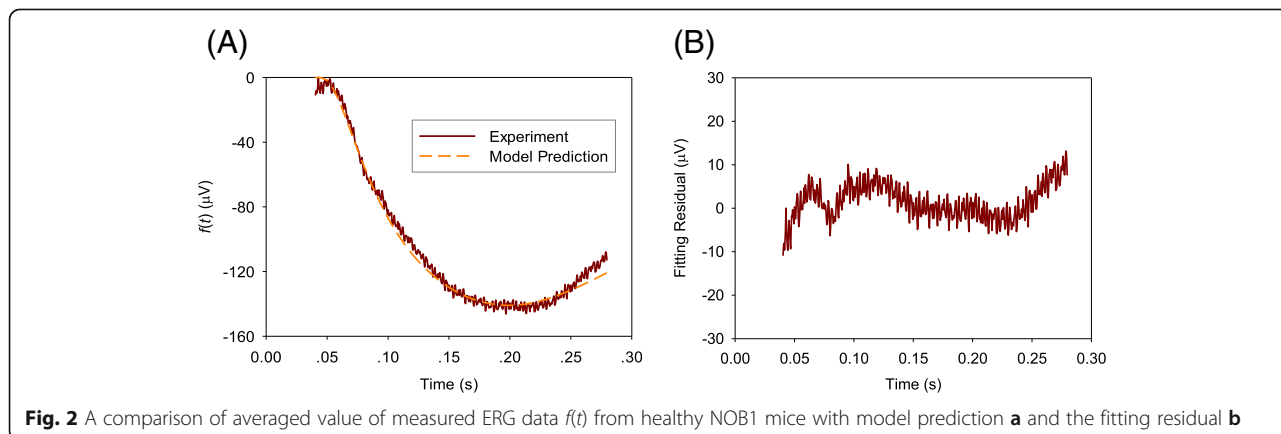 (A)
0
-40
-80
-120
-160
f(t) (μV)
0.00
.05
.10
.15
.20
.25
.30
Time (s)
Experiment
Model Prediction
(B)
30
20
10
0
-10
-20
-30
Fitting Residual (μV)
0.00
0.05
0.10
0.15
0.20
0.25
0.30
Time (s)
Fig. 2 A comparison of averaged value of measured ERG data f(t) from healthy NOB1 mice with model prediction a and the fitting residual b